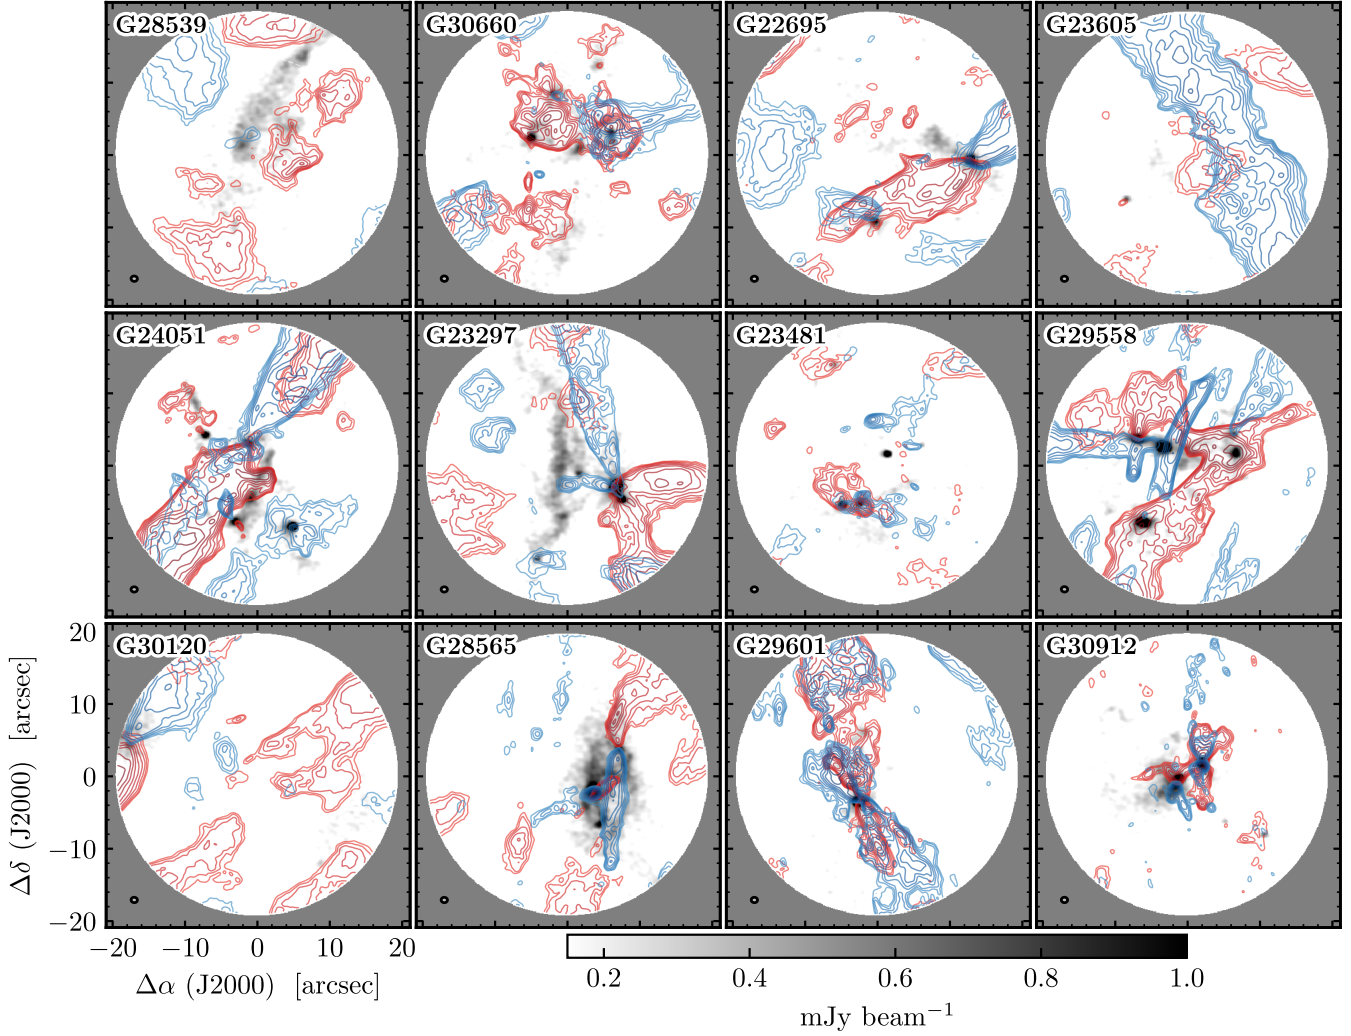 G28539 G30660 G22695 G23605
G24051 G23297 G23481 G29558
G30120 G28565 G29601 G30912
20
10
0
−10
−20
Δδ (J2000) [arcsec]
−20 −10 0 10 20
Δα (J2000) [arcsec]
0.2 0.4 0.6 0.8 1.0
mJy beam⁻¹